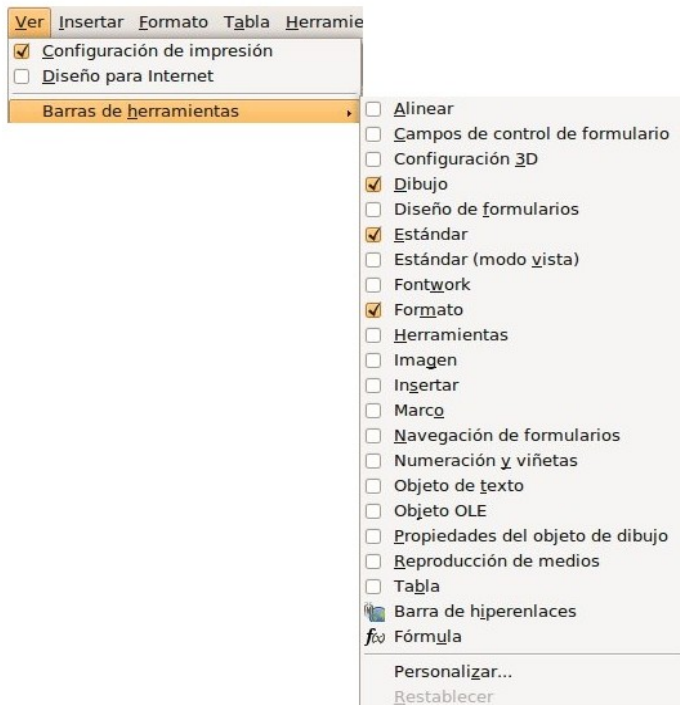 Ver Insertar Formato Tabla Herramie
Configuración de impresión
Diseño para Internet
Barras de herramientas
Alinear
Campos de control de formulario
Configuración 3D
Dibujo
Diseño de formularios
Estándar
Estándar (modo vista)
Fontwork
Formato
Herramientas
Imagen
Insertar
Marco
Navegación de formularios
Numeración y viñetas
Objeto de texto
Objeto OLE
Propiedades del objeto de dibujo
Reproducción de medios
Tabla
Barra de hiperenlaces
f(x) Fórmula
Personalizar...
Restablecer